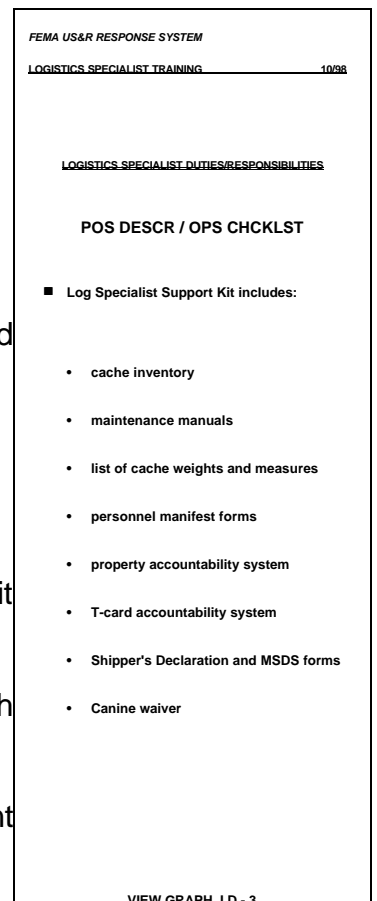 FEMA US&R RESPONSE SYSTEM
LOGISTICS SPECIALIST TRAINING 10/98
LOGISTICS SPECIALIST DUTIES/RESPONSIBILITIES
POS DESCR / OPS CHCKLST
■ Log Specialist Support Kit includes:
d
• cache inventory
• maintenance manuals
• list of cache weights and measures
• personnel manifest forms
• property accountability system
it
• T-card accountability system
• Shipper's Declaration and MSDS forms
h
• Canine waiver
nt
VIEW GRAPH LD - 3